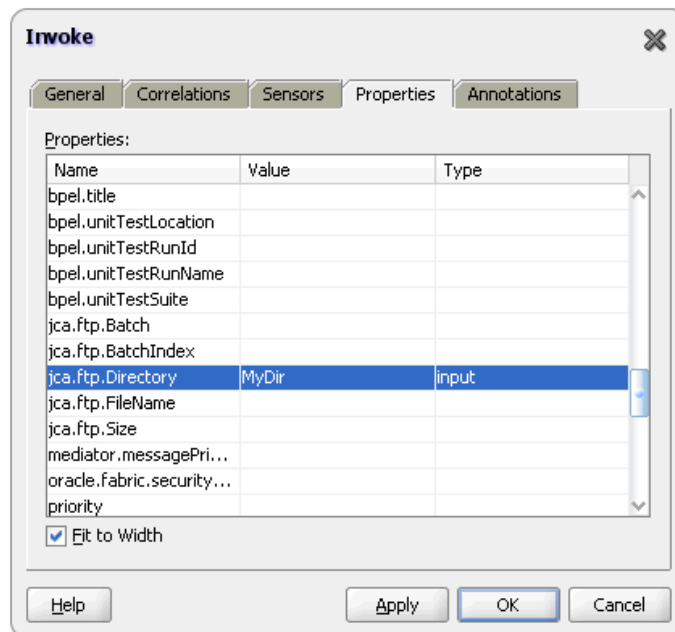 Invoke
General Correlations Sensors Properties Annotations
Properties:
Name Value Type
bpel.title
bpel.unitTestLocation
bpel.unitTestRunId
bpel.unitTestRunName
bpel.unitTestSuite
jca.ftp.Batch
jca.ftp.BatchIndex
jca.ftp.Directory MyDir input
jca.ftp.FileName
jca.ftp.Size
mediator.messagePri...
oracle.fabric.security...
priority
Fit to Width
Help Apply OK Cancel